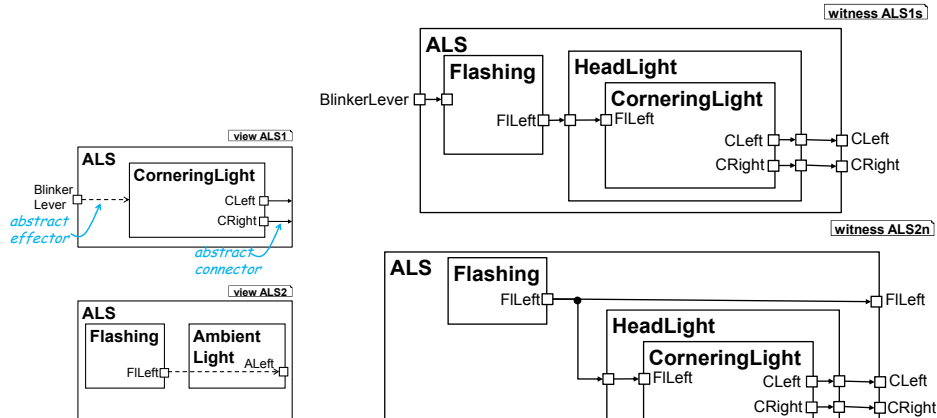 witness ALS1s
ALS
Flashing
HeadLight
CorneringLight
BlinkerLever
FlLeft
FlLeft
CLeft
CLeft
CRight
CRight
view ALS1
ALS
CorneringLight
Blinker
Lever
CLeft
CRight
abstract
effector
abstract
connector
witness ALS2n
ALS
Flashing
FlLeft
FlLeft
HeadLight
CorneringLight
FlLeft
CLeft
CLeft
CRight
CRight
view ALS2
ALS
Flashing
Ambient
Light
FlLeft
ALeft